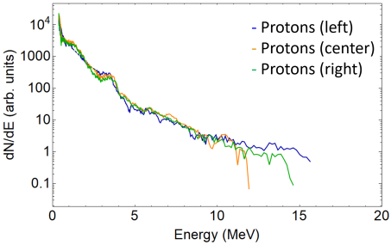 Protons (left)
Protons (center)
Protons (right)
dN/dE (arb. units)
10⁴
1000
100
10
1
0.1
0
5
10
15
20
Energy (MeV)